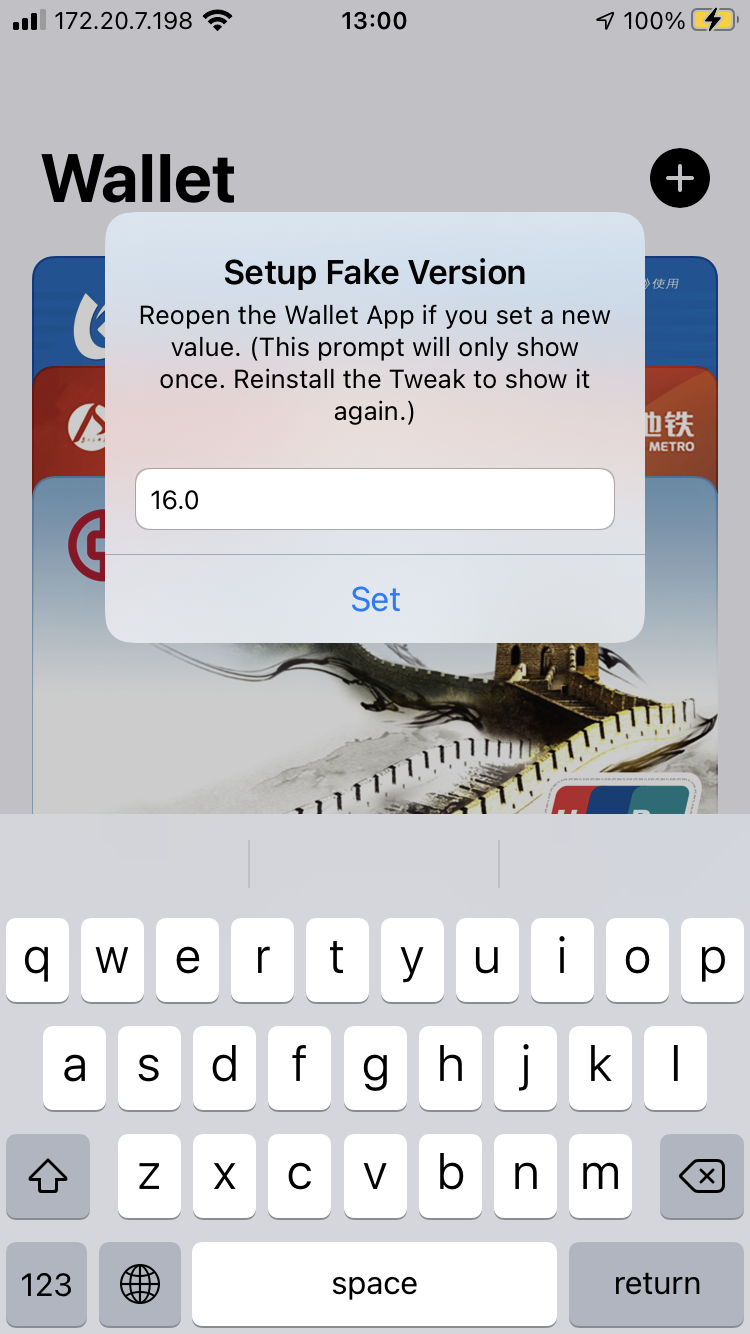 172.20.7.198
13:00
100%
Wallet
Setup Fake Version
使用
Reopen the Wallet App if you set a new
value. (This prompt will only show
once. Reinstall the Tweak to show it
again.)
地铁
METRO
16.0
Set
q w e r t y u i o p
a s d f g h j k l
z x c v b n m
123 space return